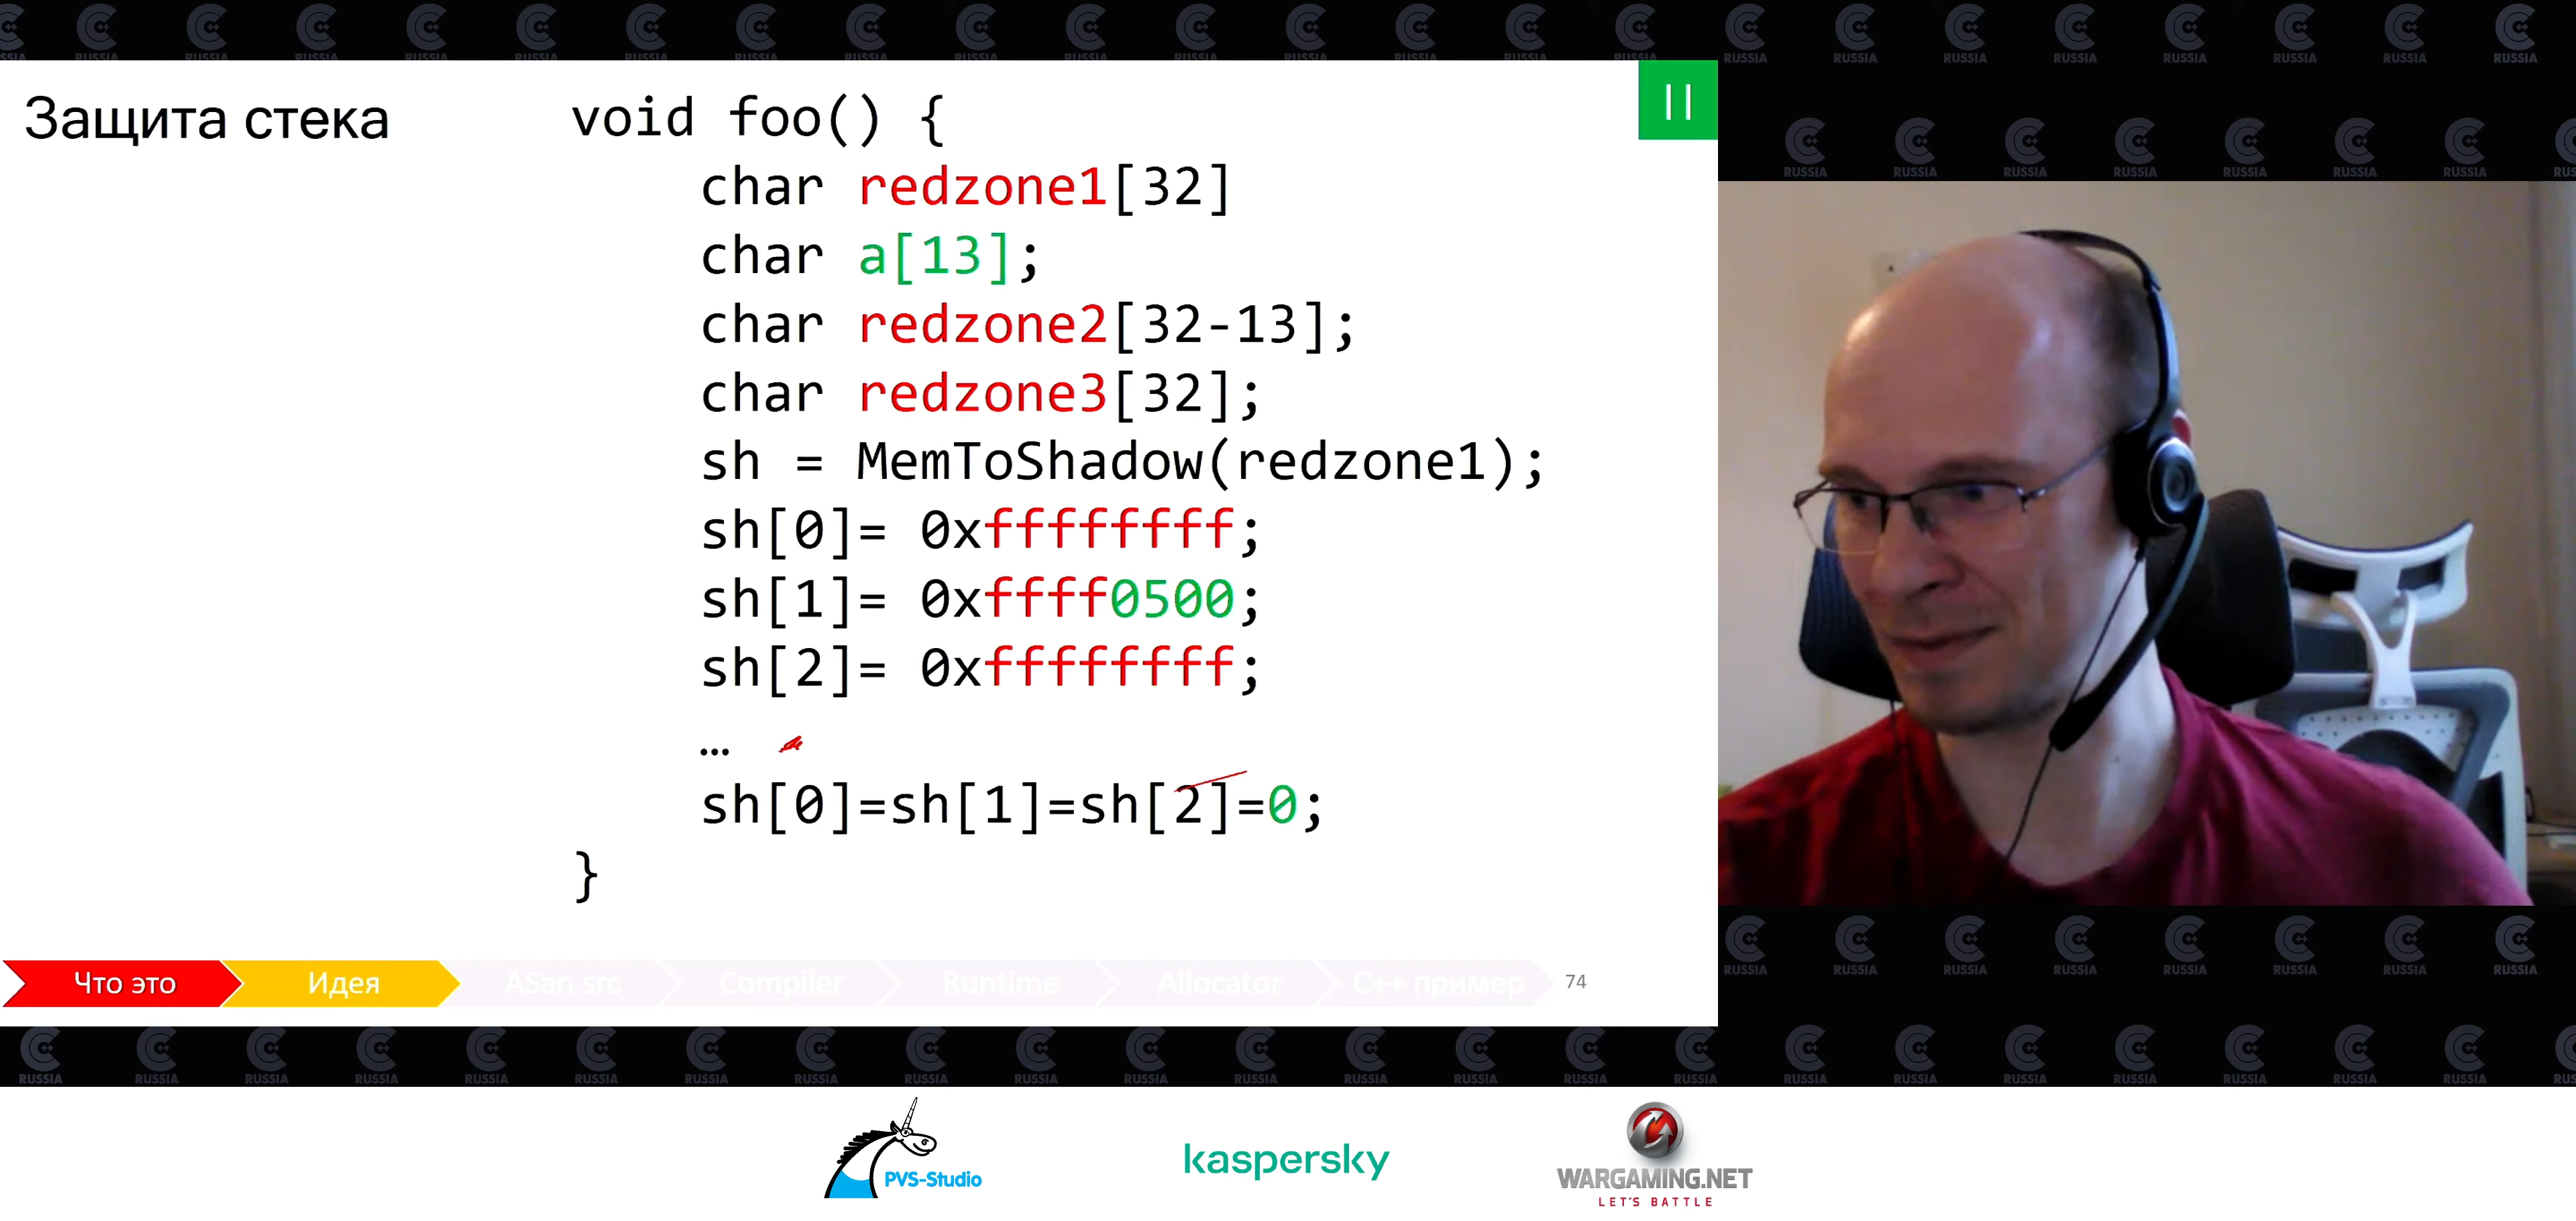 Защита стека
void foo() {
char redzone1[32]
char a[13];
char redzone2[32-13];
char redzone3[32];
sh = MemToShadow(redzone1);
sh[0]= 0xffffffff;
sh[1]= 0xffff0500;
sh[2]= 0xffffffff;
…
sh[0]=sh[1]=sh[2]=0;
}
Что это
Идея
ASan src
Compiler
Runtime
Allocator
C++ пример
74
RUSSIA
PVS-Studio
kaspersky
WARGAMING.NET
LET'S BATTLE